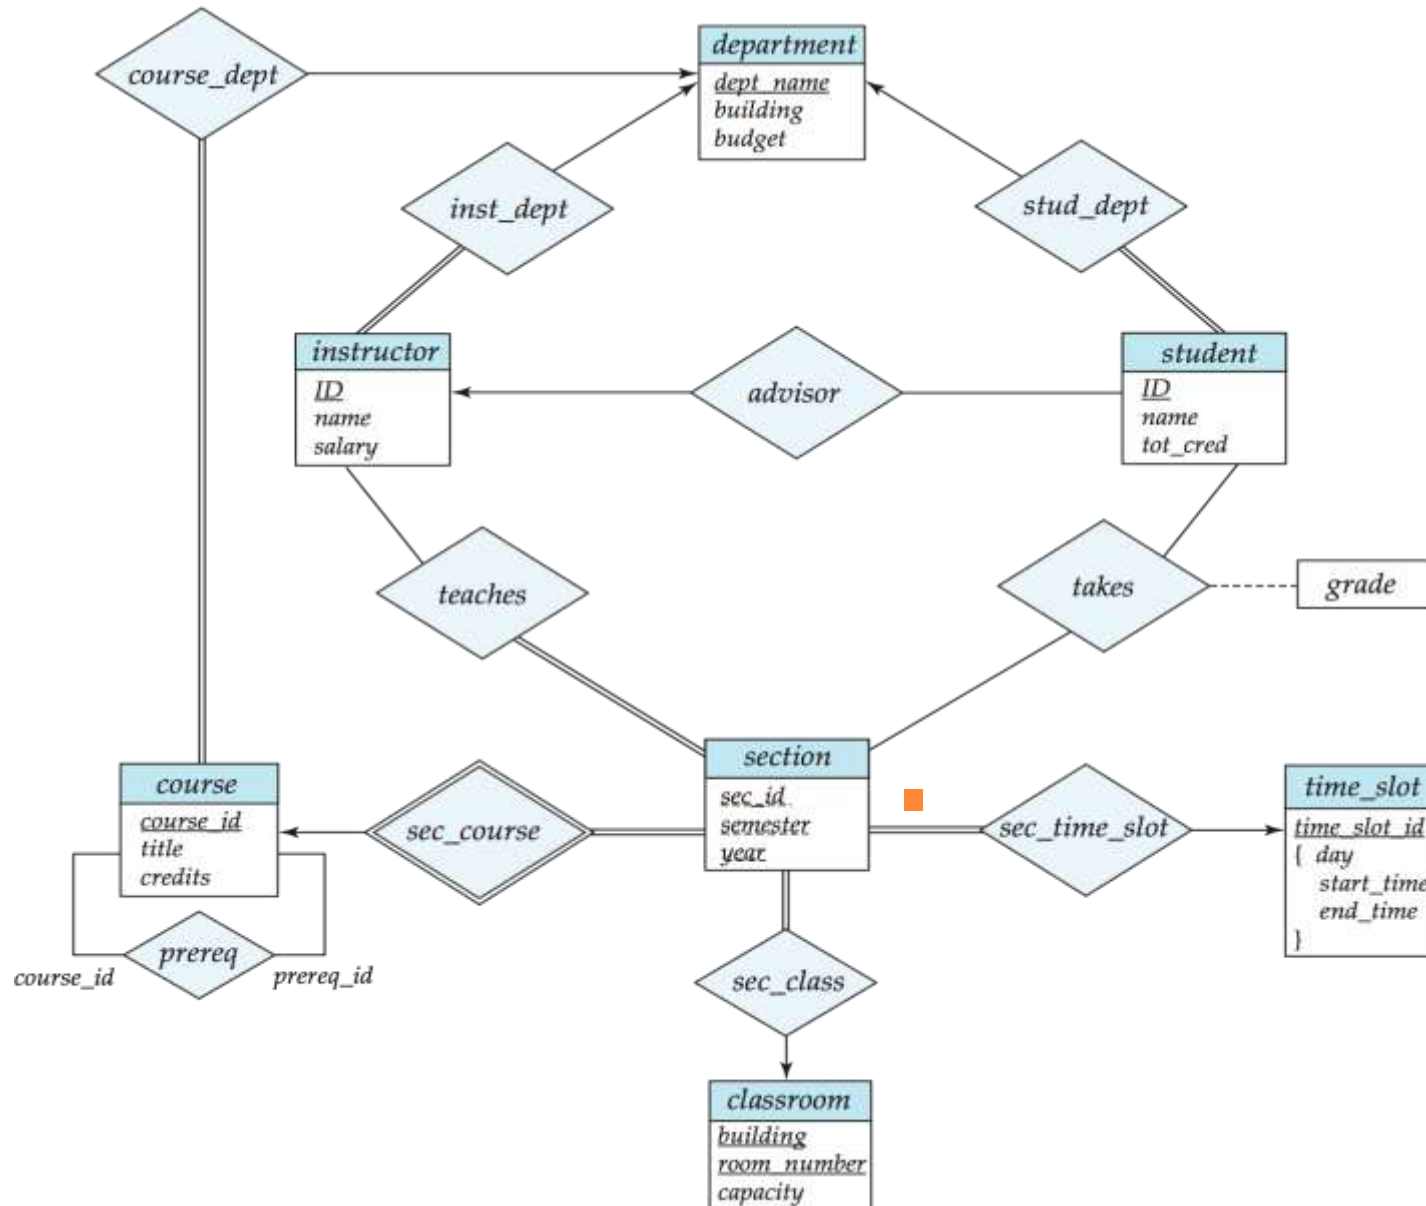 department
course_dept
dept_name
building
budget
inst_dept
stud_dept
instructor
ID
name
salary
advisor
student
ID
name
tot_cred
teaches
takes
grade
section
sec_id
semester
year
course
course_id
title
credits
sec_course
sec_time_slot
time_slot
time_slot_id
{ day
start_time
end_time
}
prereq
course_id
prereq_id
sec_class
classroom
building
room_number
capacity